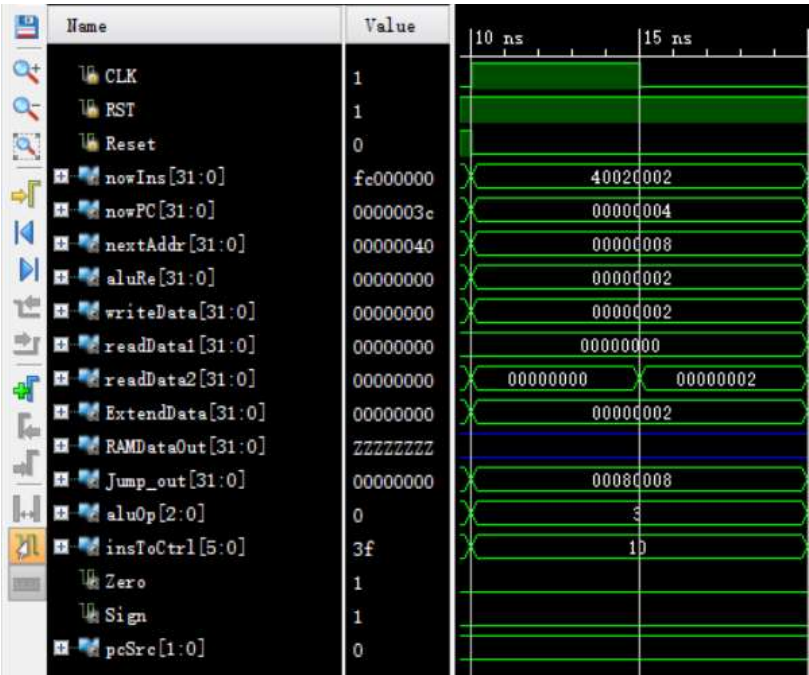 Name Value 10 ns 15 ns
CLK 1
RST 1
Reset 0
nowIns[31:0] fc000000 40020002
nowPC[31:0] 0000003c 00000004
nextAddr[31:0] 00000040 00000008
aluRe[31:0] 00000000 00000002
writeData[31:0] 00000000 00000002
readData1[31:0] 00000000 00000000
readData2[31:0] 00000000 00000000 00000002
ExtendData[31:0] 00000000 00000002
RAMDataOut[31:0] ZZZZZZZZ
Jump_out[31:0] 00000000 00080008
aluOp[2:0] 0 3
insToCtrl[5:0] 3f 10
Zero 1
Sign 1
pcSrc[1:0] 0